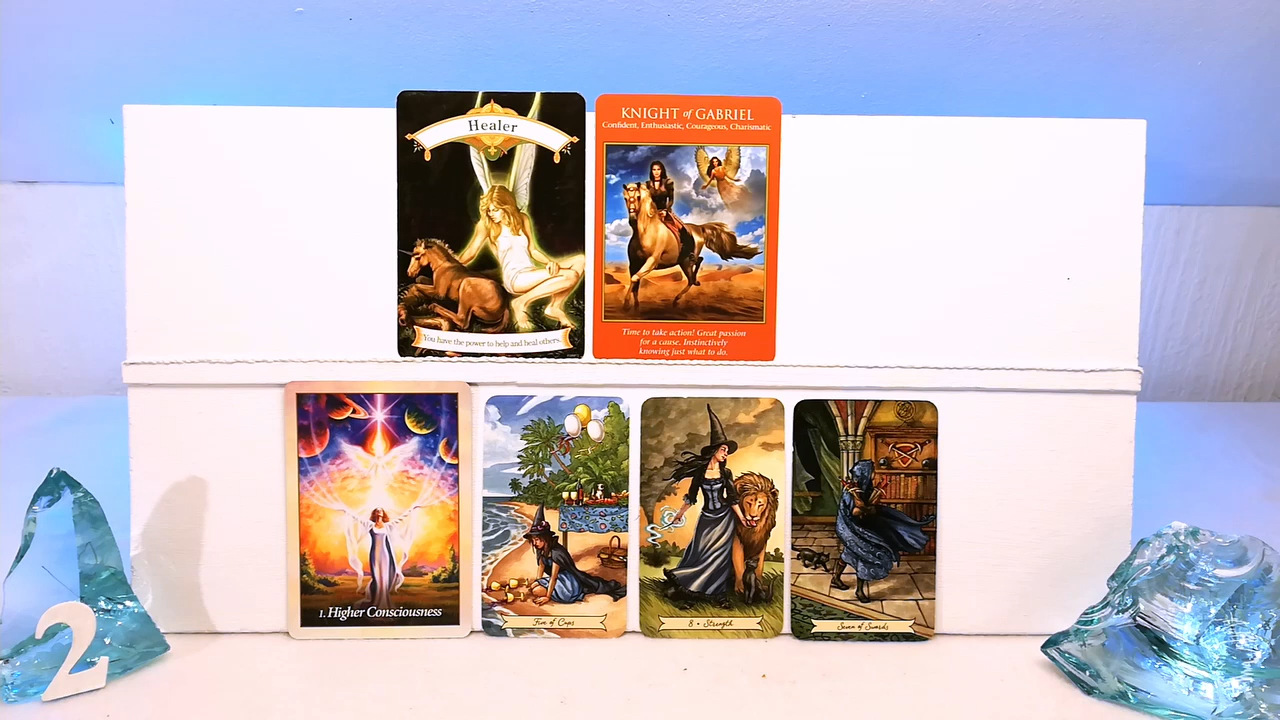 Healer
You have the power to help and heal others.
KNIGHT of GABRIEL
Confident, Enthusiastic, Courageous, Charismatic
Time to take action! Great passion
for a cause. Instinctively
knowing just what to do.
1. Higher Consciousness
Five of Cups
8 • Strength
Seven of Swords
2